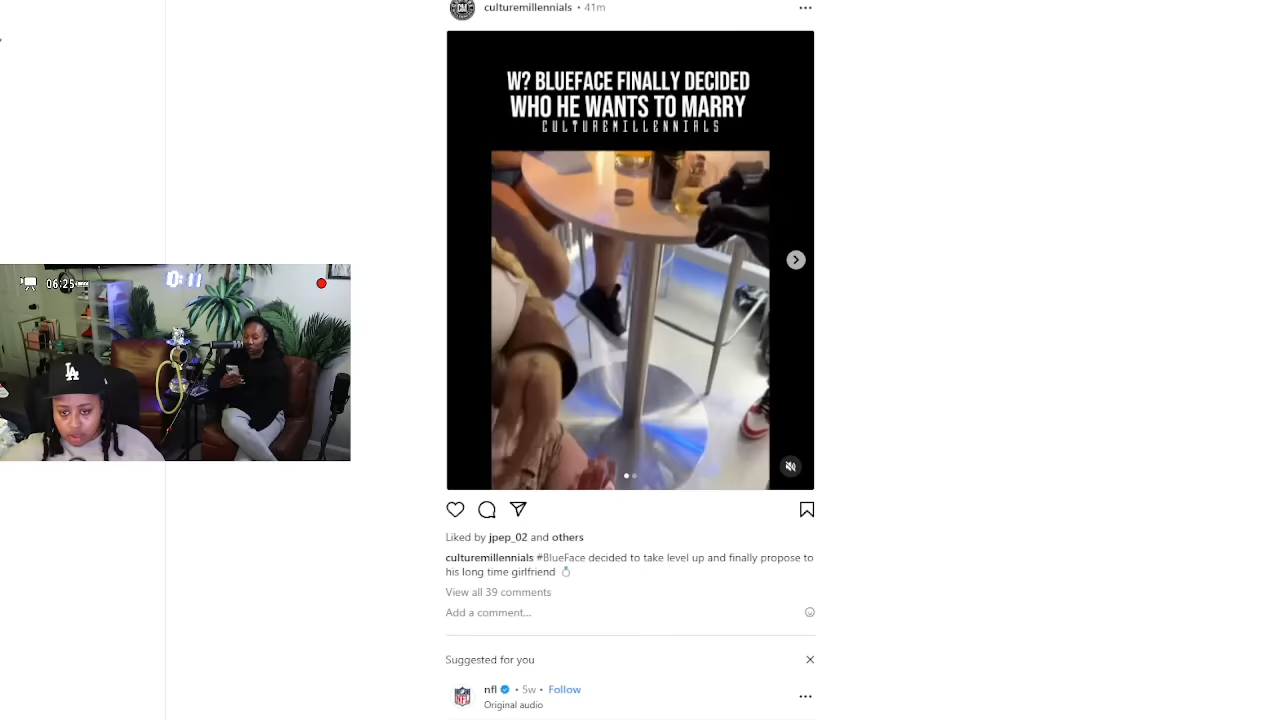 culturemillennials • 41m
W? BLUEFACE FINALLY DECIDED
WHO HE WANTS TO MARRY
CULTUREMILLENNIALS
06:25
0:11
LA
Liked by jpep_02 and others
culturemillennials #BlueFace decided to take level up and finally propose to
his long time girlfriend 💍
View all 39 comments
Add a comment...
Suggested for you
nfl • 5w • Follow
Original audio
NFL